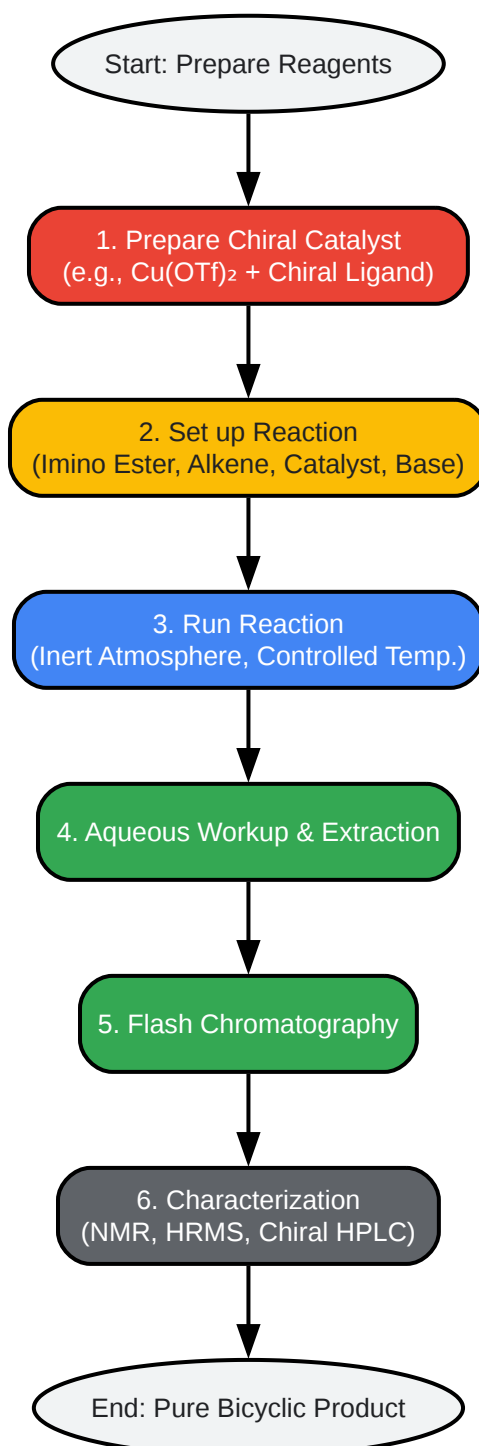 Start: Prepare Reagents
1. Prepare Chiral Catalyst
(e.g., Cu(OTf)₂ + Chiral Ligand)
2. Set up Reaction
(Imino Ester, Alkene, Catalyst, Base)
3. Run Reaction
(Inert Atmosphere, Controlled Temp.)
4. Aqueous Workup & Extraction
5. Flash Chromatography
6. Characterization
(NMR, HRMS, Chiral HPLC)
End: Pure Bicyclic Product